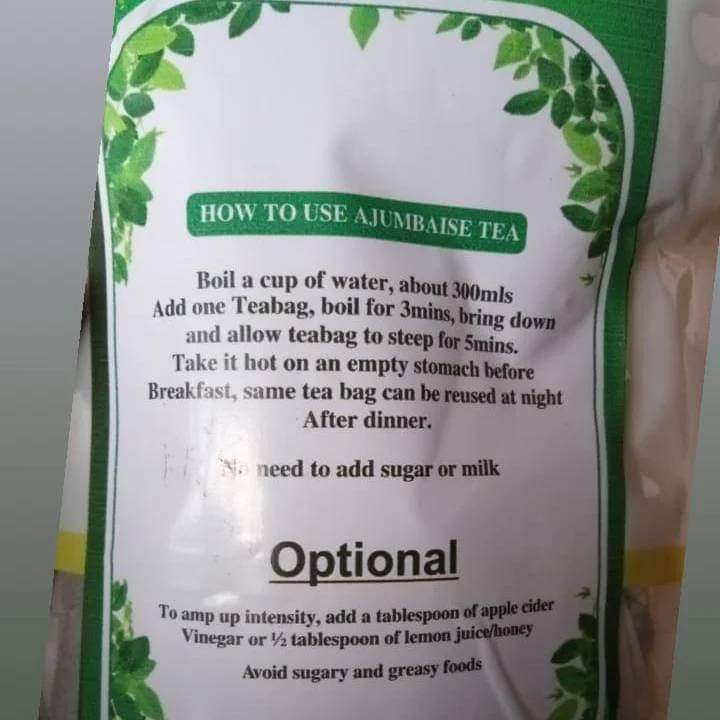 HOW TO USE AJUMBAISE TEA
Boil a cup of water, about 300mls
Add one Teabag, boil for 3mins, bring down
and allow teabag to steep for 5mins.
Take it hot on an empty stomach before
Breakfast, same tea bag can be reused at night
After dinner.
No need to add sugar or milk
Optional
To amp up intensity, add a tablespoon of apple cider
Vinegar or ½ tablespoon of lemon juice/honey
Avoid sugary and greasy foods